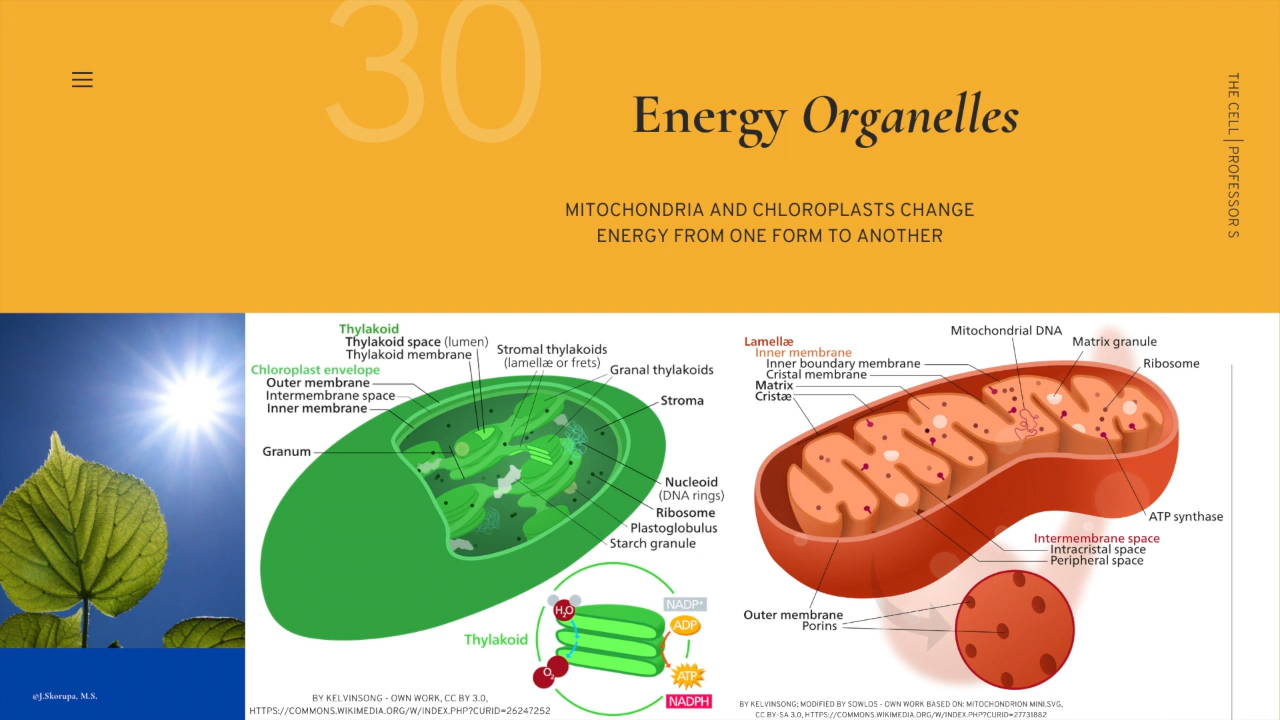 30
Energy Organelles
THE CELL | PROFESSOR S
MITOCHONDRIA AND CHLOROPLASTS CHANGE
ENERGY FROM ONE FORM TO ANOTHER
Thylakoid
Thylakoid space (lumen)
Thylakoid membrane
Stromal thylakoids
(lamellæ or frets)
Granal thylakoids
Chloroplast envelope
Outer membrane
Intermembrane space
Inner membrane
Stroma
Granum
Nucleoid
(DNA rings)
Ribosome
Plastoglobulus
Starch granule
Thylakoid
H₂O
O₂
NADP⁺
ADP
ATP
NADPH
BY KELVINSONG - OWN WORK, CC BY 3.0,
HTTPS://COMMONS.WIKIMEDIA.ORG/W/INDEX.PHP?CURID=26247252
Lamellæ
Inner membrane
Inner boundary membrane
Cristal membrane
Matrix
Cristæ
Mitochondrial DNA
Matrix granule
Ribosome
ATP synthase
Intermembrane space
Intracristal space
Peripheral space
Outer membrane
Porins
BY KELVINSONG; MODIFIED BY SOWLOS - OWN WORK BASED ON: MITOCHONDRION MINI.SVG,
CC BY-SA 3.0, HTTPS://COMMONS.WIKIMEDIA.ORG/W/INDEX.PHP?CURID=27731882
@J.Skorupa, M.S.